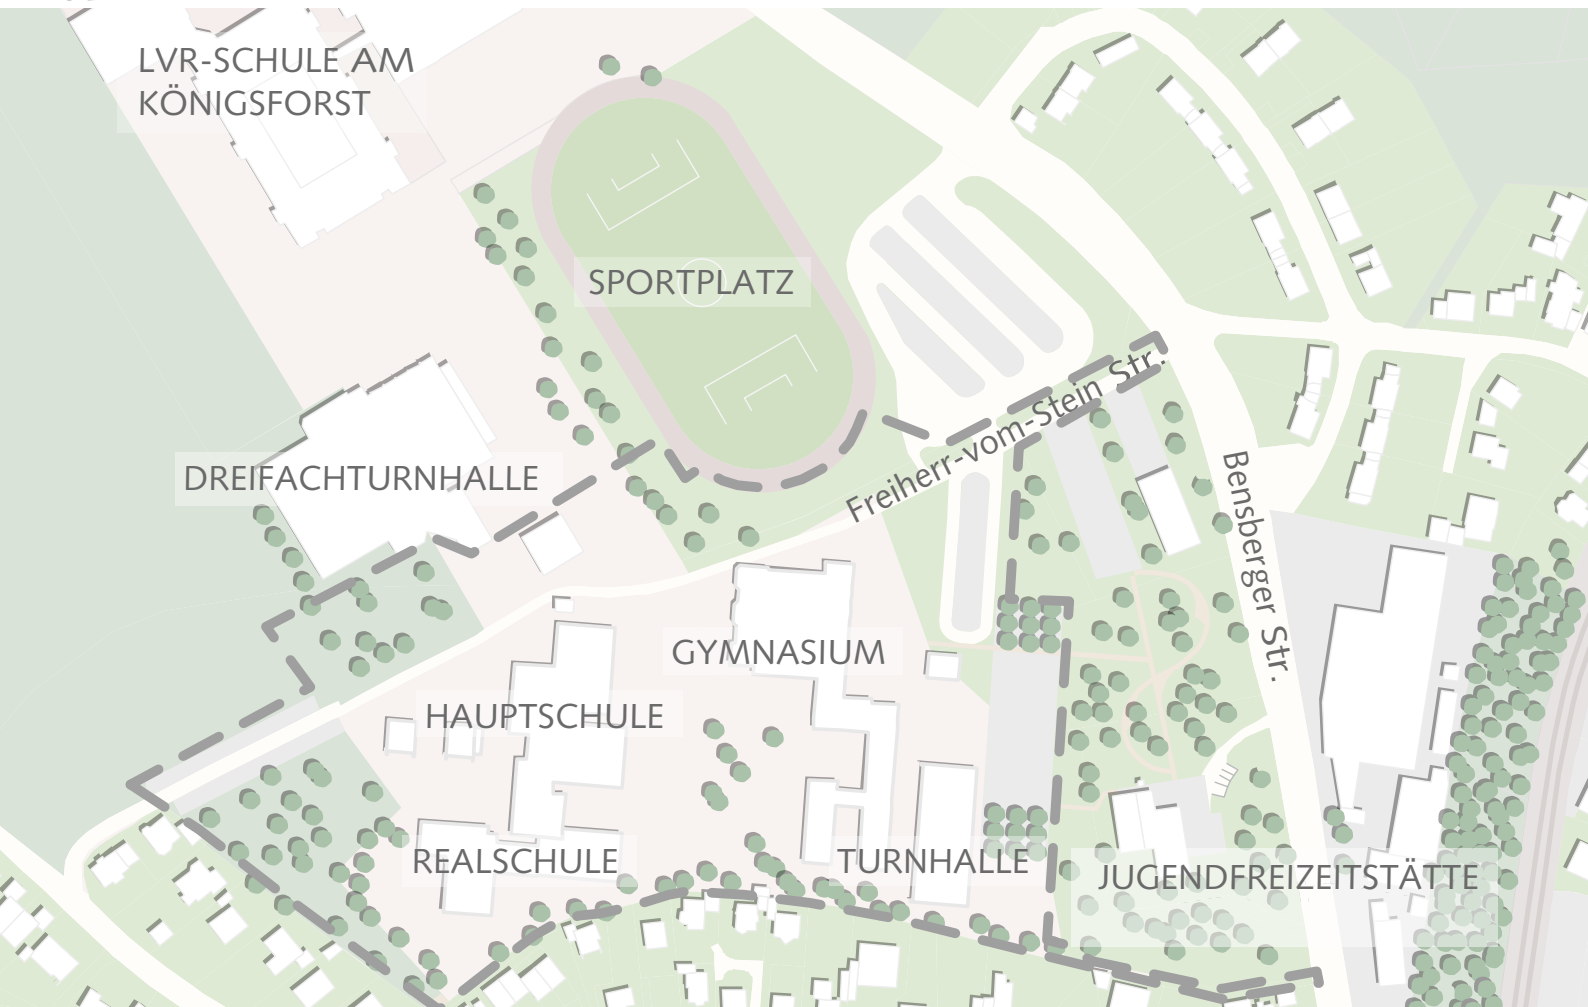 LVR-SCHULE AM
KÖNIGSFORST
SPORTPLATZ
Freiherr-vom-Stein Str.
DREIFACHTURNHALLE
Bensberger Str.
GYMNASIUM
HAUPTSCHULE
REALSCHULE
TURNHALLE
JUGENDFREIZEITSTÄTTE